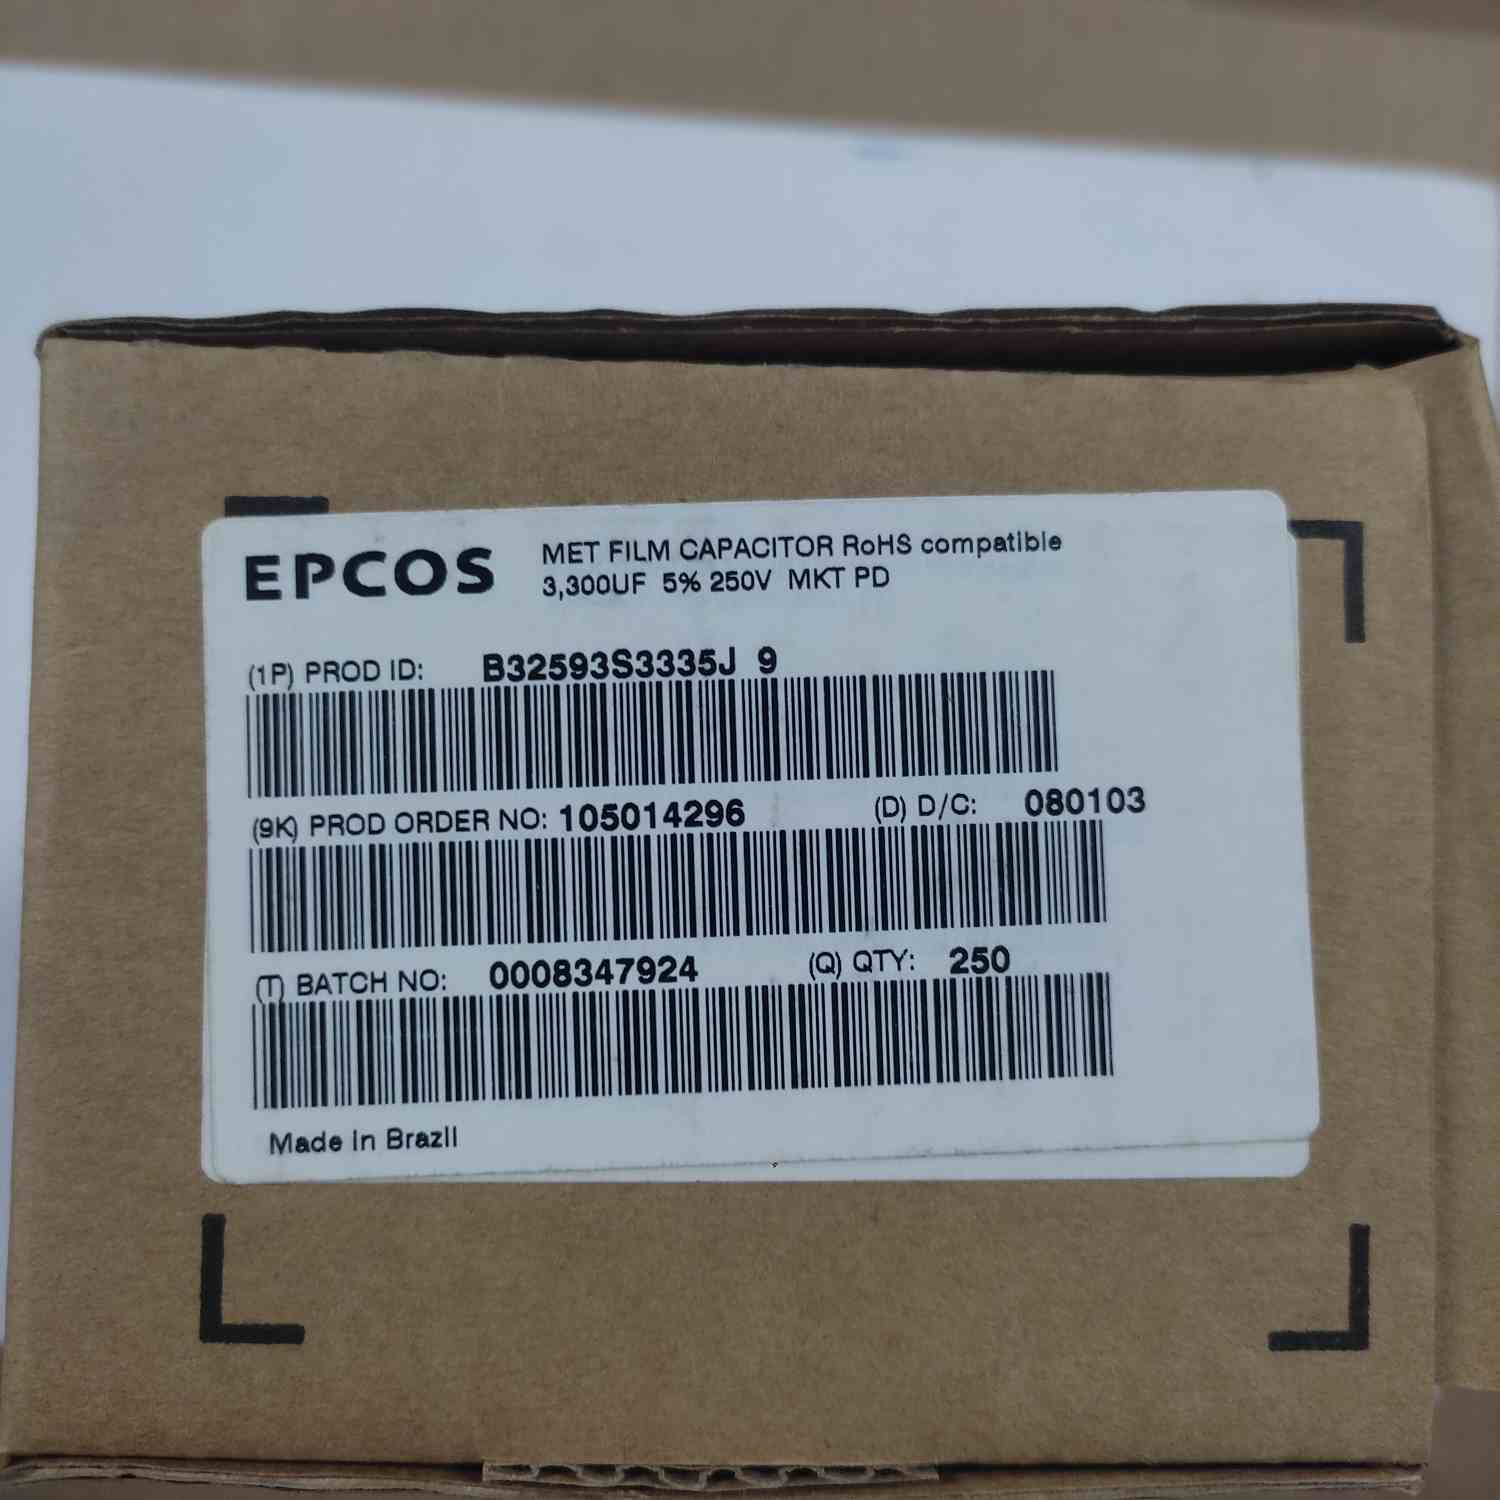 EPCOS
MET FILM CAPACITOR RoHS compatible
3,300UF 5% 250V MKT PD
(1P) PROD ID: B32593S3335J 9
(9K) PROD ORDER NO: 105014296 (D) D/C: 080103
(T) BATCH NO: 0008347924 (Q) QTY: 250
Made in Brazil